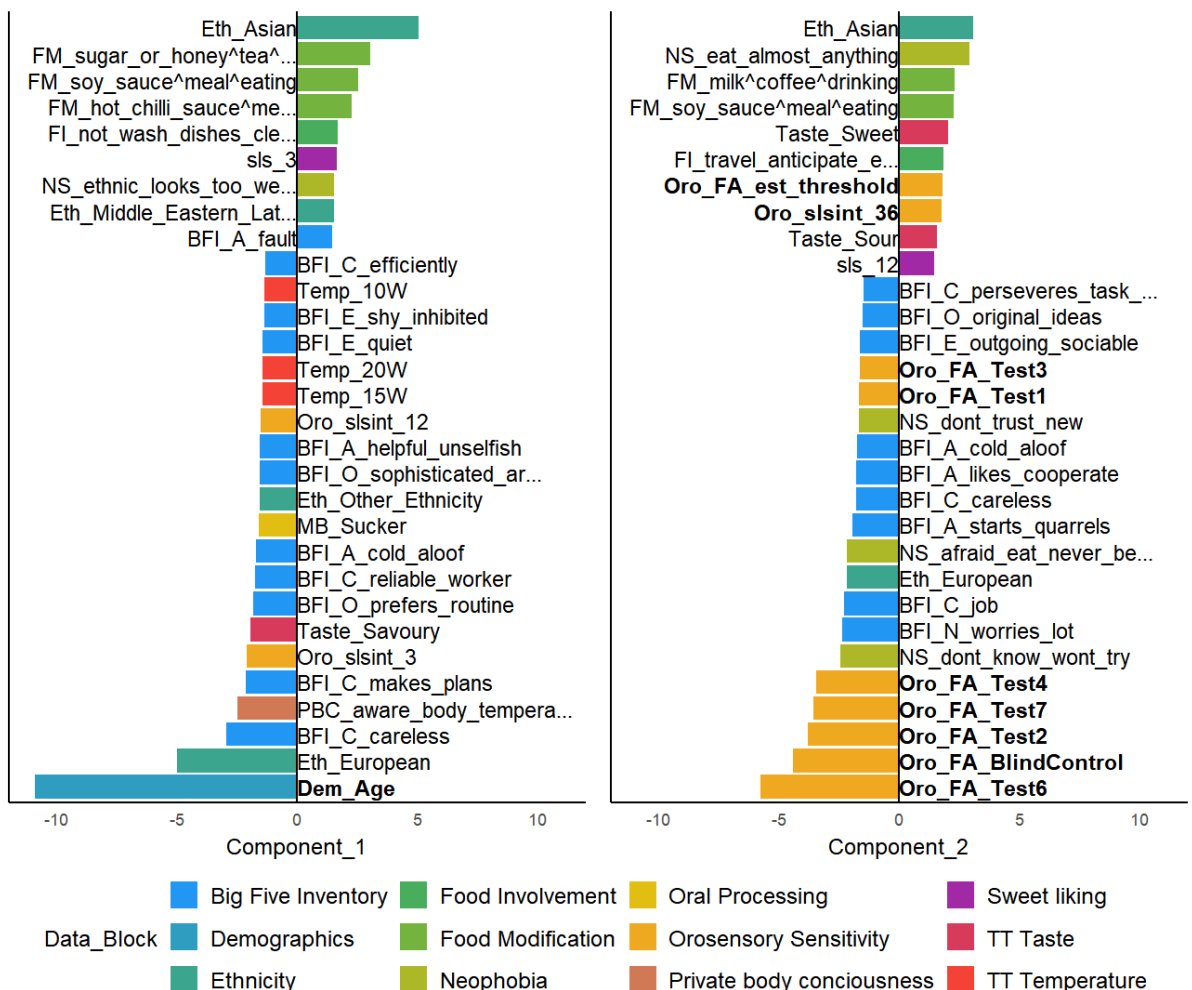 Eth_Asian
FM_sugar_or_honey^tea^...
FM_soy_sauce^meal^eating
FM_hot_chilli_sauce^me...
FI_not_wash_dishes_cle...
sls_3
NS_ethnic_looks_too_we...
Eth_Middle_Eastern_Lat...
BFI_A_fault
BFI_C_efficiently
Temp_10W
BFI_E_shy_inhibited
BFI_E_quiet
Temp_20W
Temp_15W
Oro_slsint_12
BFI_A_helpful_unselfish
BFI_O_sophisticated_ar...
Eth_Other_Ethnicity
MB_Sucker
BFI_A_cold_aloof
BFI_C_reliable_worker
BFI_O_prefers_routine
Taste_Savoury
Oro_slsint_3
BFI_C_makes_plans
PBC_aware_body_tempera...
BFI_C_careless
Eth_European
Dem_Age
-10 -5 0 5 10
Component_1
Eth_Asian
NS_eat_almost_anything
FM_milk^coffee^drinking
FM_soy_sauce^meal^eating
Taste_Sweet
FI_travel_anticipate_e...
Oro_FA_est_threshold
Oro_slsint_36
Taste_Sour
sls_12
BFI_C_perseveres_task_...
BFI_O_original_ideas
BFI_E_outgoing_sociable
Oro_FA_Test3
Oro_FA_Test1
NS_dont_trust_new
BFI_A_cold_aloof
BFI_A_likes_cooperate
BFI_C_careless
BFI_A_starts_quarrels
NS_afraid_eat_never_be...
Eth_European
BFI_C_job
BFI_N_worries_lot
NS_dont_know_wont_try
Oro_FA_Test4
Oro_FA_Test7
Oro_FA_Test2
Oro_FA_BlindControl
Oro_FA_Test6
-10 -5 0 5 10
Component_2
Data_Block
Big Five Inventory
Demographics
Ethnicity
Food Involvement
Food Modification
Neophobia
Oral Processing
Orosensory Sensitivity
Private body conciousness
Sweet liking
TT Taste
TT Temperature